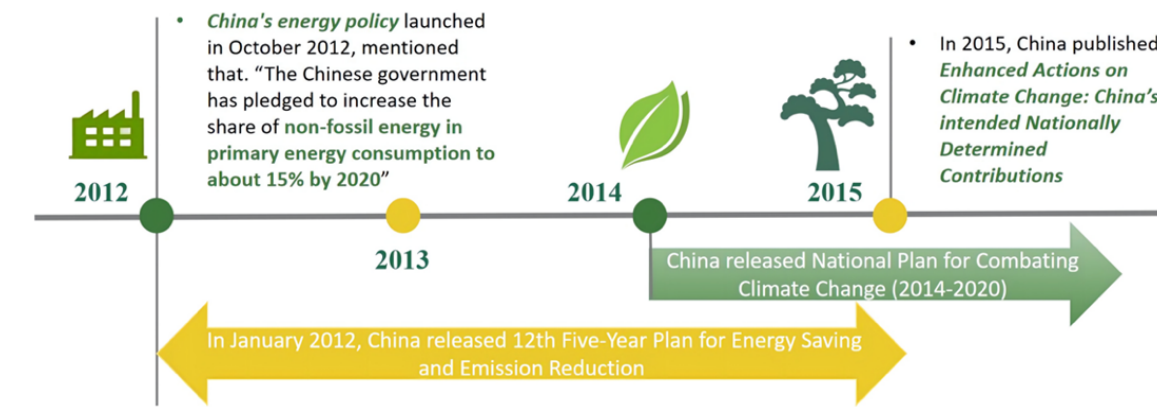 • China's energy policy launched
in October 2012, mentioned
that. “The Chinese government
has pledged to increase the
share of non-fossil energy in
primary energy consumption to
about 15% by 2020”
• In 2015, China published
Enhanced Actions on
Climate Change: China’s
intended Nationally
Determined
Contributions
2012
2014
2015
2013
China released National Plan for Combating
Climate Change (2014-2020)
In January 2012, China released 12th Five-Year Plan for Energy Saving
and Emission Reduction